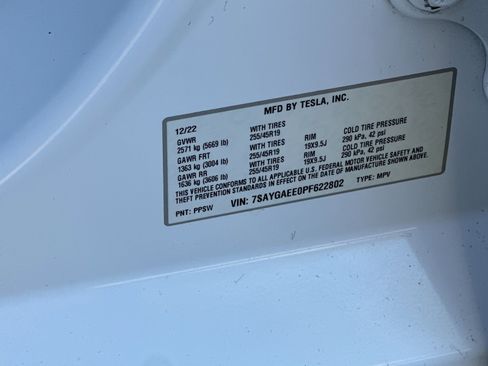 MFD BY TESLA, INC.
12/22
GVWR WITH TIRES RIM COLD TIRE PRESSURE
2571 kg (5669 lb) 255/45R19 19X9.5J 290 kPa, 42 psi
GAWR FRT WITH TIRES RIM COLD TIRE PRESSURE
1363 kg (3004 lb) 255/45R19 19X9.5J 290 kPa, 42 psi
GAWR RR WITH TIRES
1636 kg (3606 lb) 255/45R19
THIS VEHICLE CONFORMS TO ALL APPLICABLE U.S. FEDERAL MOTOR VEHICLE SAFETY AND
THEFT PREVENTION STANDARDS IN EFFECT ON THE DATE OF MANUFACTURE SHOWN ABOVE.
PNT: PPSW VIN: 7SAYGAEE0PF622802 TYPE: MPV